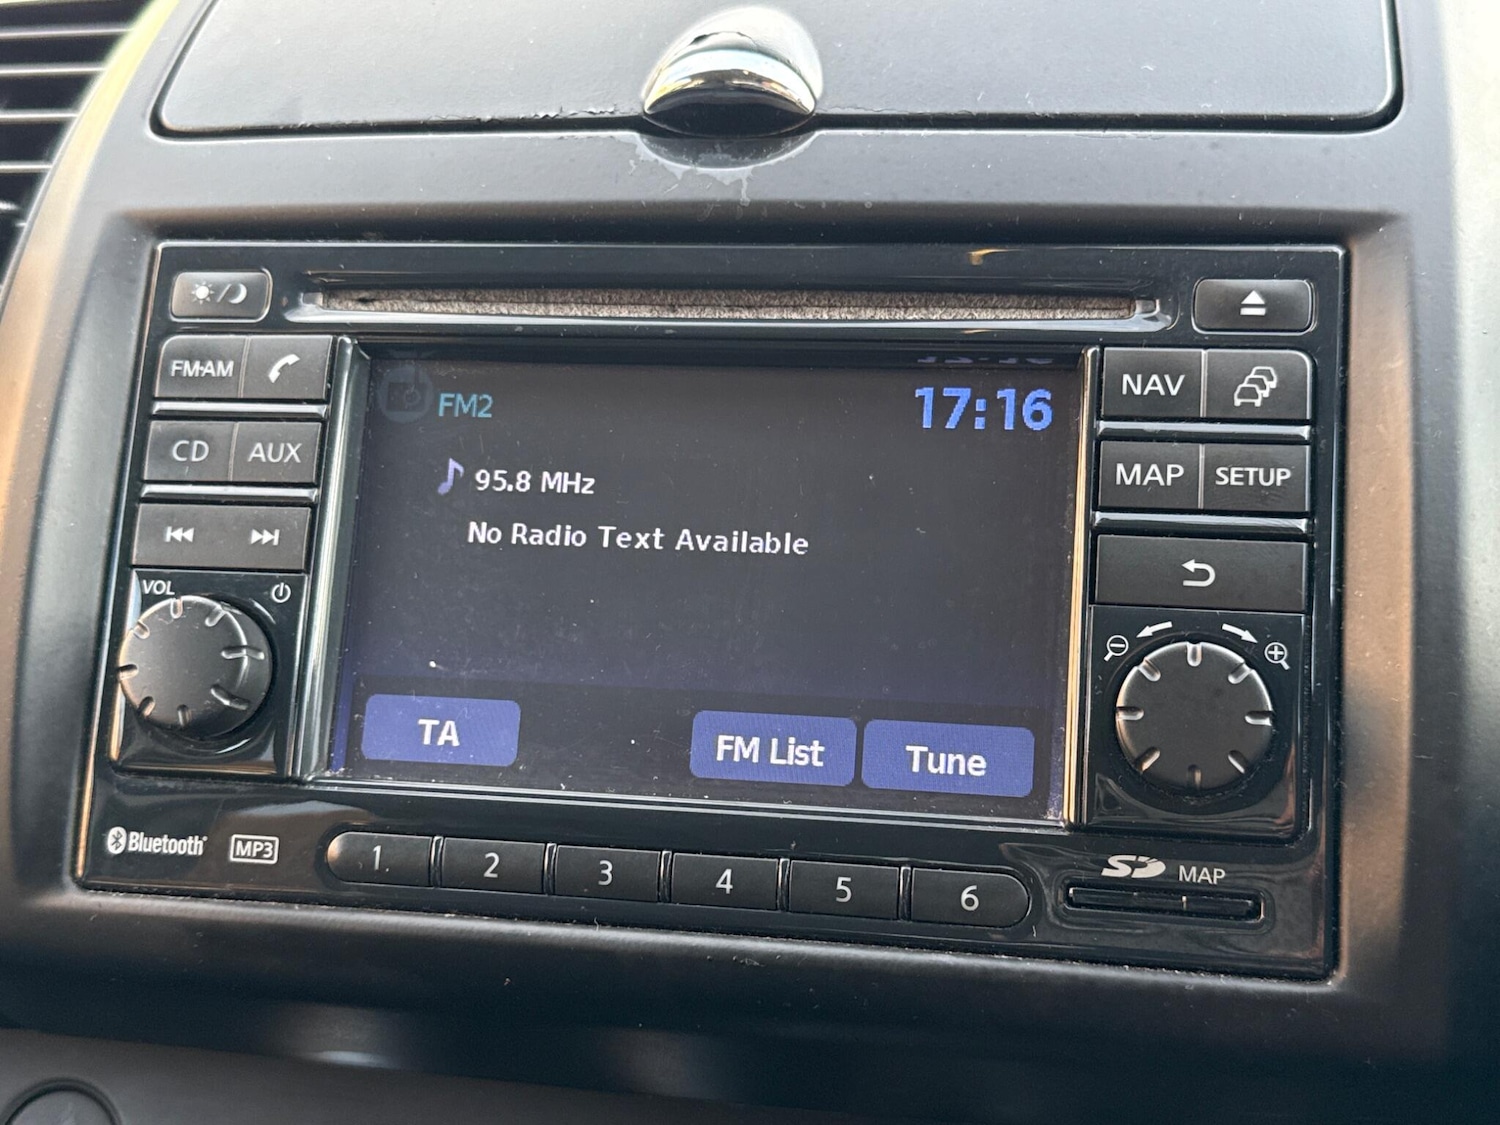 FM·AM
CD AUX
VOL
FM2
17:16
95.8 MHz
No Radio Text Available
TA FM List Tune
NAV
MAP SETUP
Bluetooth MP3
1 2 3 4 5 6
SD MAP